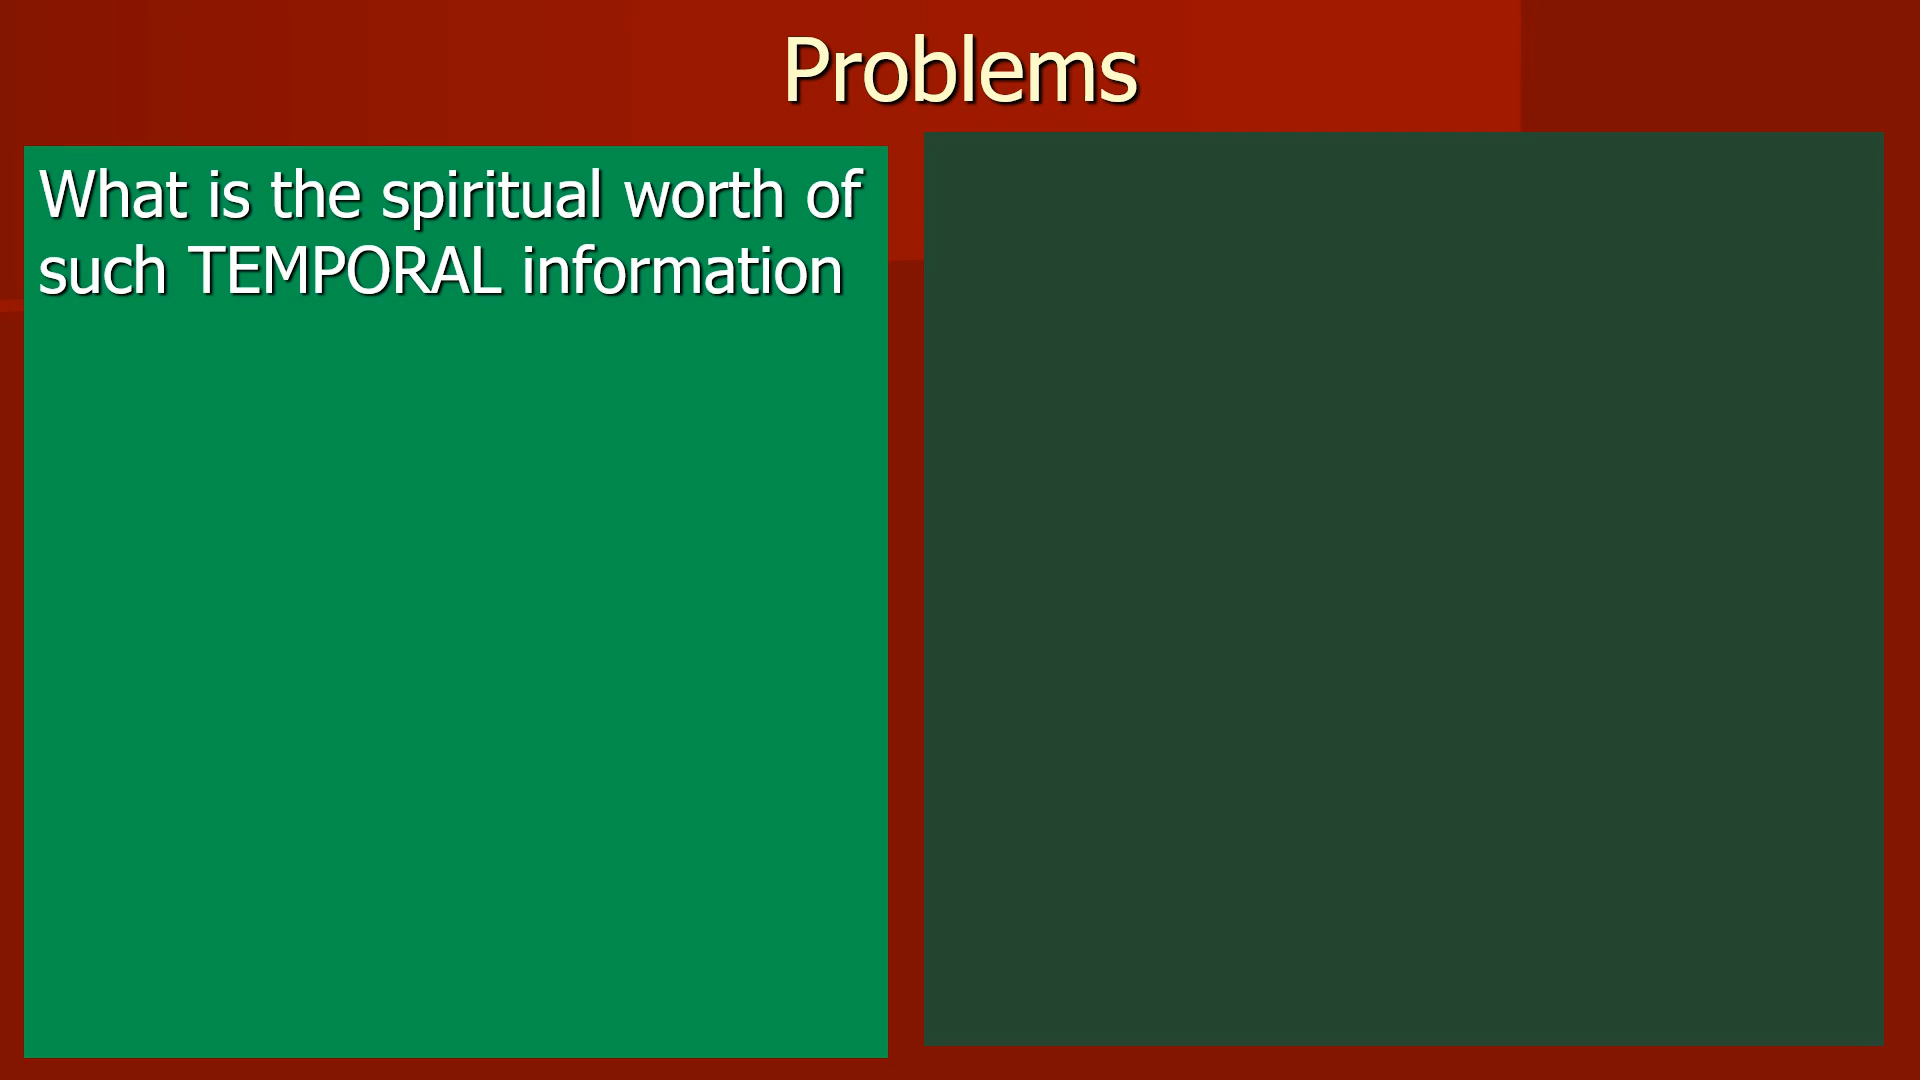 Problems
What is the spiritual worth of
such TEMPORAL information